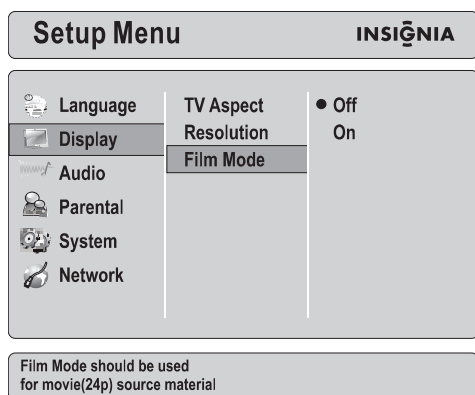 Setup Menu
INSIGNIA
Language
Display
Audio
Parental
System
Network
TV Aspect
Resolution
Film Mode
Off
On
Film Mode should be used
for movie(24p) source material